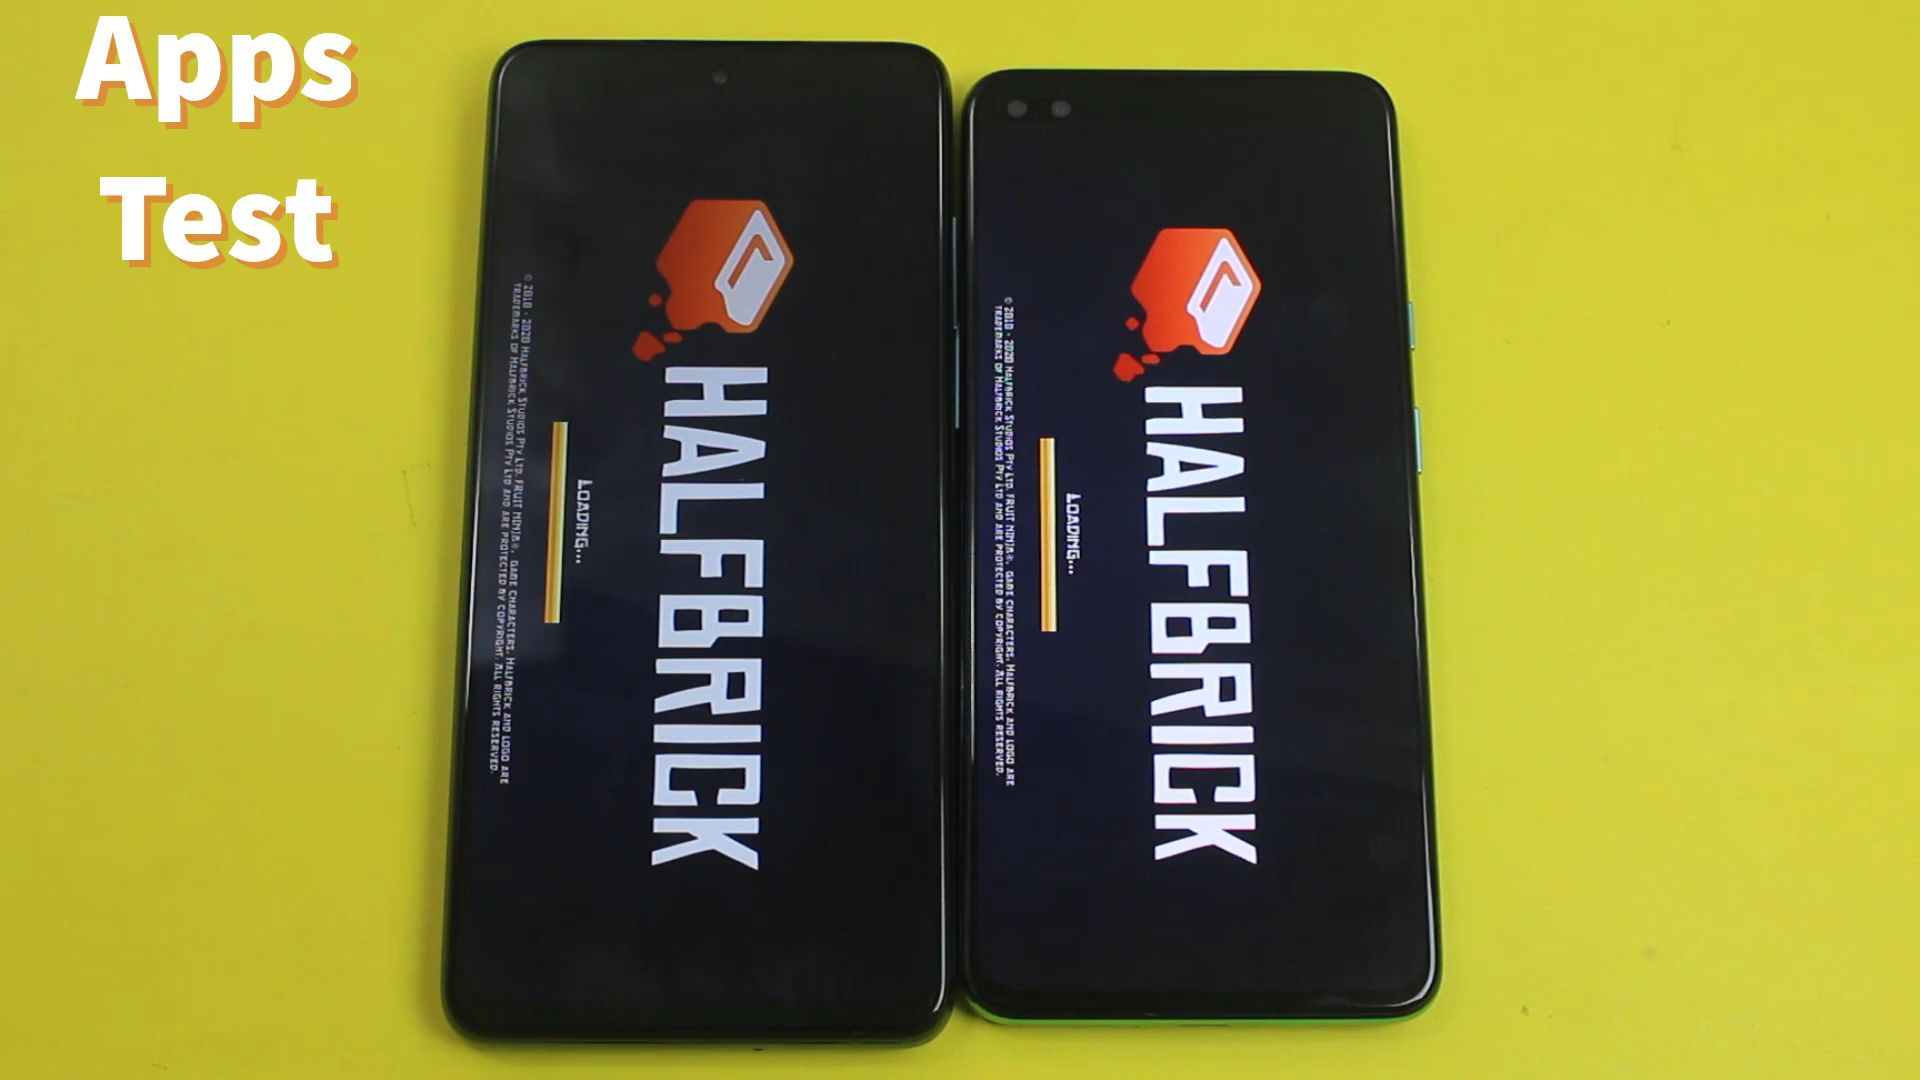 Apps
Test
HALFBRICK
LOADING...
© 2010 - 2020 HALFBRICK STUDIOS PTY LTD. FRUIT NINJA®, GAME CHARACTERS, HALFBRICK AND LOGO ARE
TRADEMARKS OF HALFBRICK STUDIOS PTY LTD AND ARE PROTECTED BY COPYRIGHT. ALL RIGHTS RESERVED.
HALFBRICK
LOADING...
© 2010 - 2020 HALFBRICK STUDIOS PTY LTD. FRUIT NINJA®, GAME CHARACTERS, HALFBRICK AND LOGO ARE
TRADEMARKS OF HALFBRICK STUDIOS PTY LTD AND ARE PROTECTED BY COPYRIGHT. ALL RIGHTS RESERVED.